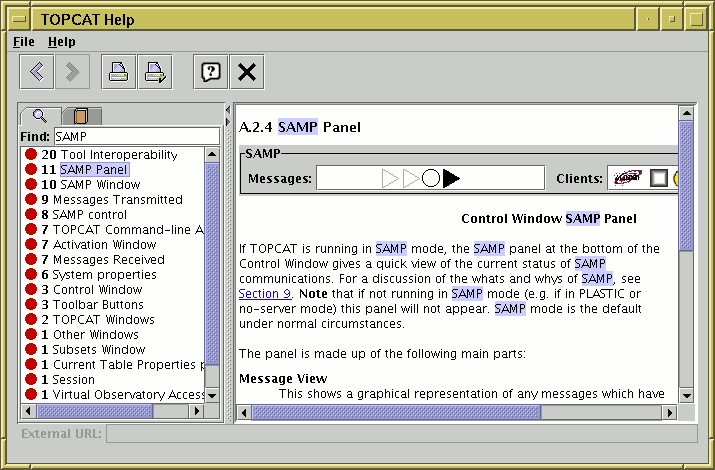 TOPCAT Help
File Help
Find: SAMP
20 Tool Interoperability
11 SAMP Panel
10 SAMP Window
9 Messages Transmitted
8 SAMP control
7 TOPCAT Command-line A
7 Activation Window
7 Messages Received
6 System properties
3 Control Window
3 Toolbar Buttons
2 TOPCAT Windows
1 Other Windows
1 Subsets Window
1 Current Table Properties p
1 Session
1 Virtual Observatory Access
A.2.4 SAMP Panel
SAMP
Messages: Clients:
Control Window SAMP Panel
If TOPCAT is running in SAMP mode, the SAMP panel at the bottom of the
Control Window gives a quick view of the current status of SAMP
communications. For a discussion of the whats and whys of SAMP, see
Section 9. Note that if not running in SAMP mode (e.g. if in PLASTIC or
no-server mode) this panel will not appear. SAMP mode is the default
under normal circumstances.
The panel is made up of the following main parts:
Message View
This shows a graphical representation of any messages which have
External URL: